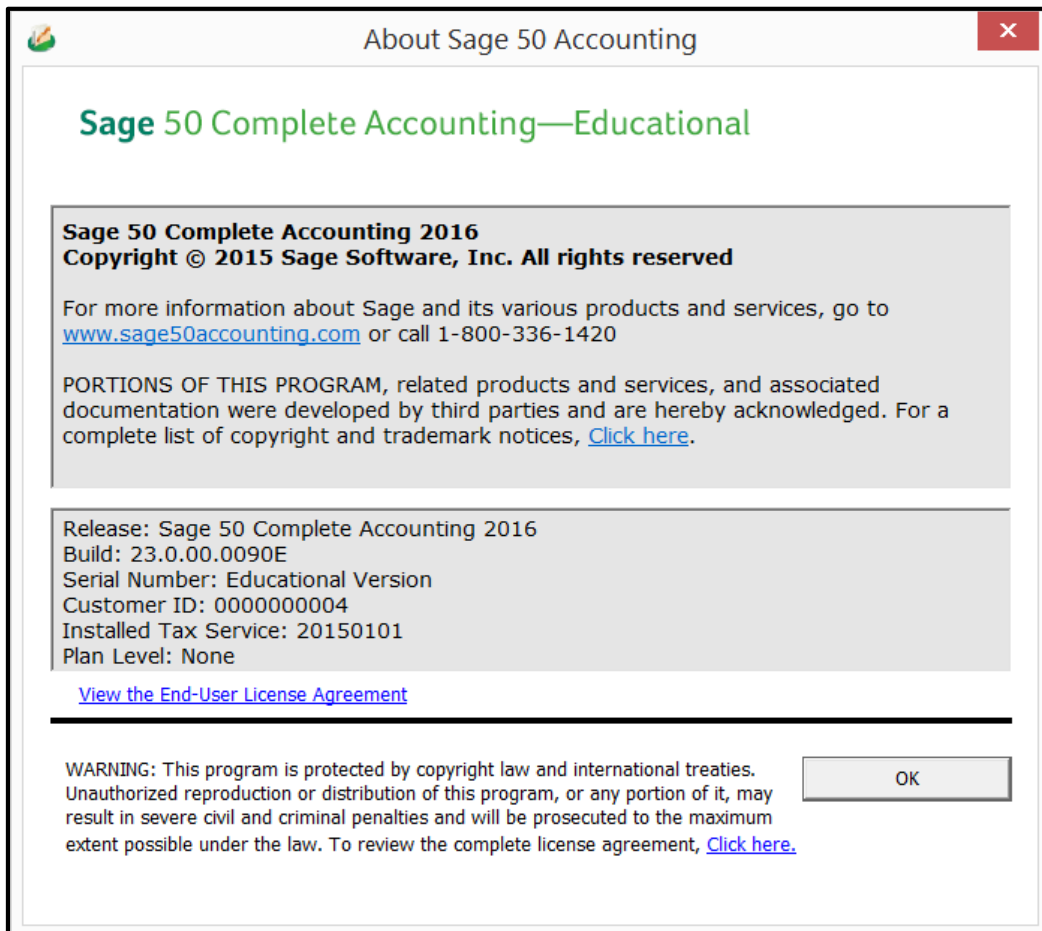 About Sage 50 Accounting
Sage 50 Complete Accounting—Educational
Sage 50 Complete Accounting 2016
Copyright © 2015 Sage Software, Inc. All rights reserved
For more information about Sage and its various products and services, go to
www.sage50accounting.com or call 1-800-336-1420
PORTIONS OF THIS PROGRAM, related products and services, and associated
documentation were developed by third parties and are hereby acknowledged. For a
complete list of copyright and trademark notices, Click here.
Release: Sage 50 Complete Accounting 2016
Build: 23.0.00.0090E
Serial Number: Educational Version
Customer ID: 0000000004
Installed Tax Service: 20150101
Plan Level: None
View the End-User License Agreement
WARNING: This program is protected by copyright law and international treaties.
Unauthorized reproduction or distribution of this program, or any portion of it, may
result in severe civil and criminal penalties and will be prosecuted to the maximum
extent possible under the law. To review the complete license agreement, Click here.
OK